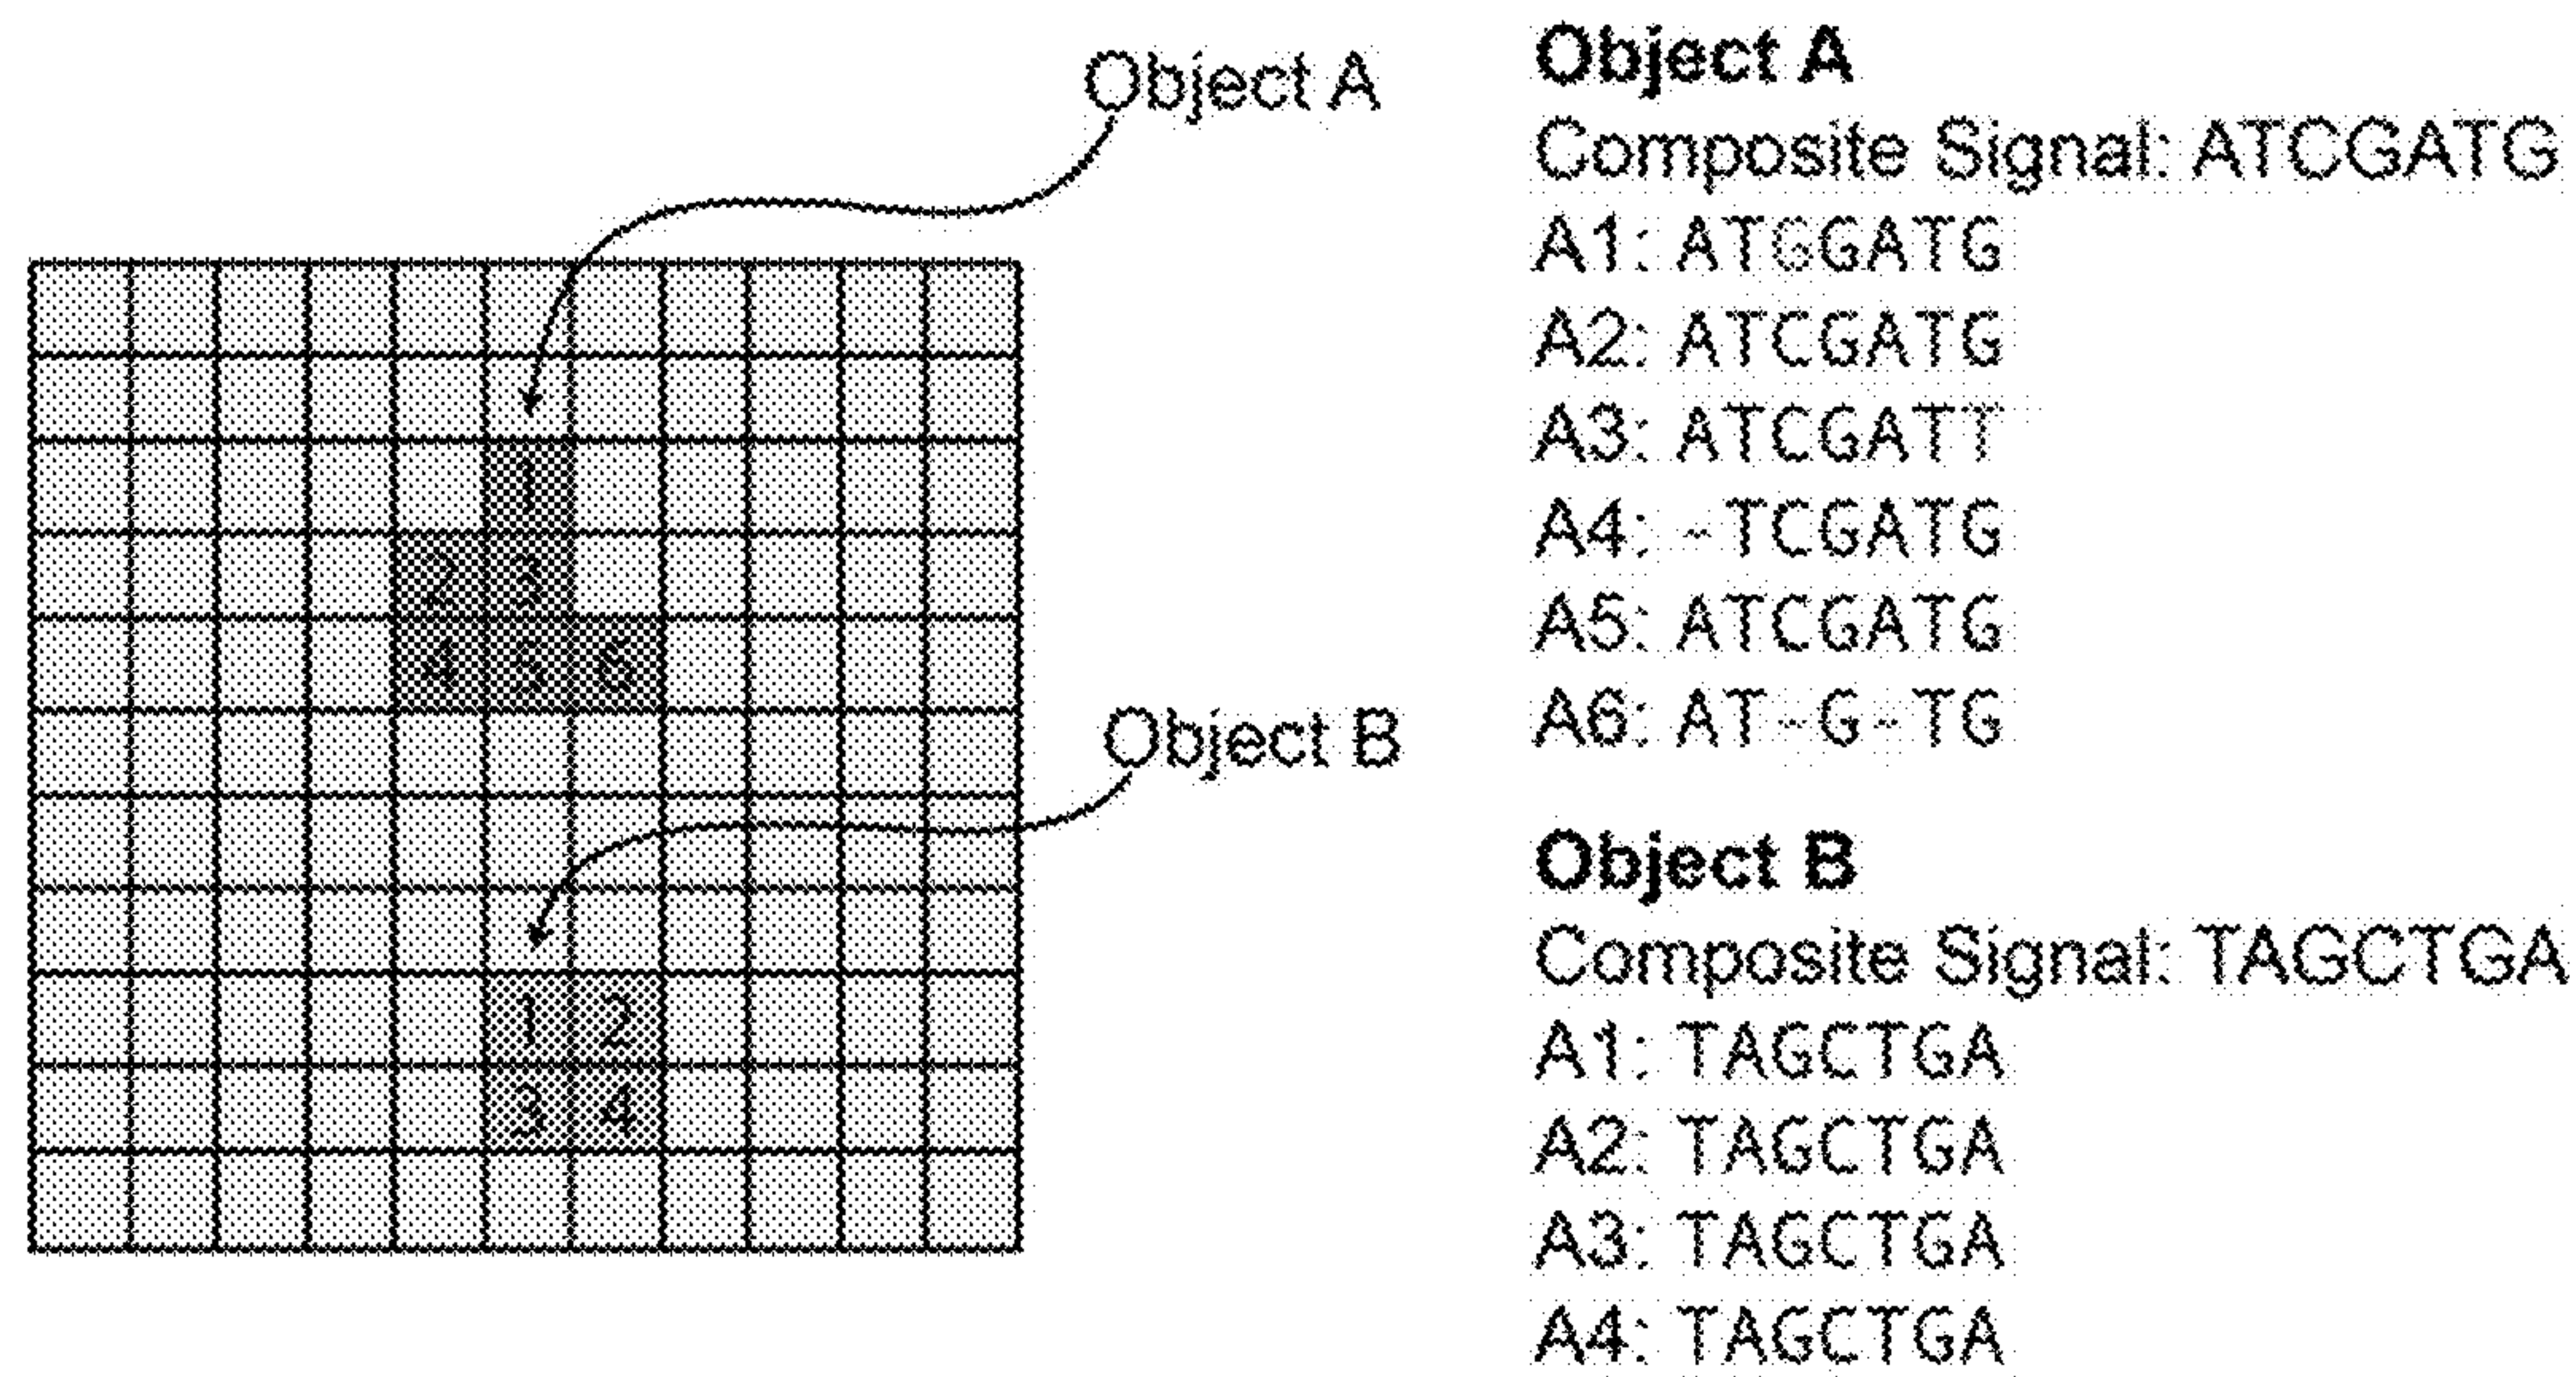 Object A
1
2 3
4 5 6
Object B
1 2
3 4
Object A
Composite Signal: ATCGATG
A1: ATGGATG
A2: ATCGATG
A3: ATCGATT
A4: -TCGATG
A5: ATCGATG
A6: AT-G-TG
Object B
Composite Signal: TAGCTGA
A1: TAGCTGA
A2: TAGCTGA
A3: TAGCTGA
A4: TAGCTGA